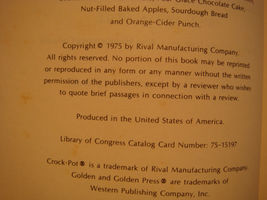 Chocolate Cake,
Nut-Filled Baked Apples, Sourdough Bread
and Orange-Cider Punch.
Copyright © 1975 by Rival Manufacturing Company.
All rights reserved. No portion of this book may be reprinted
or reproduced in any form or any manner without the written
permission of the publishers, except by a reviewer who wishes
to quote brief passages in connection with a review.
Produced in the United States of America.
Library of Congress Catalog Card Number: 75-15197
Crock-Pot® is a trademark of Rival Manufacturing Company.
Golden and Golden Press® are trademarks of
Western Publishing Company, Inc.